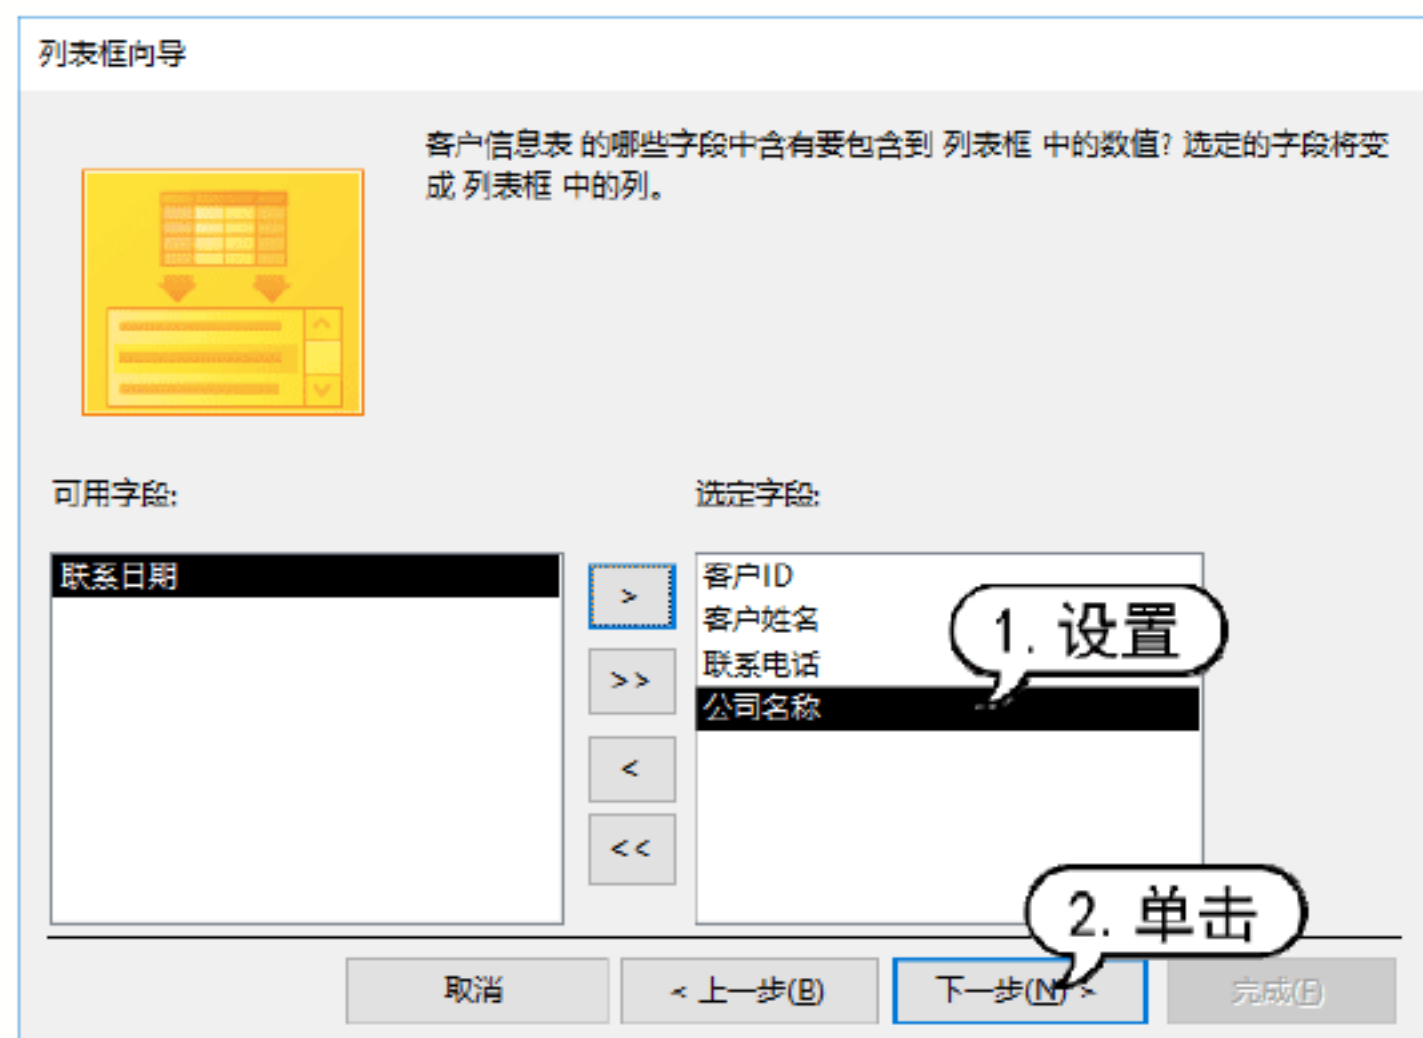 列表框向导
客户信息表 的哪些字段中含有要包含到 列表框 中的数值? 选定的字段将变
成 列表框 中的列。
可用字段:
选定字段:
联系日期
>
>>
<
<<
客户ID
客户姓名
联系电话
公司名称
1. 设置
2. 单击
取消
< 上一步(B)
下一步(N) >
完成(F)